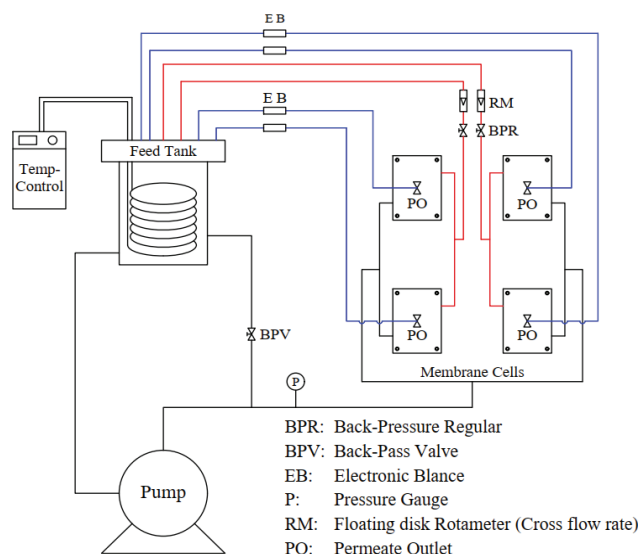 E B
E B
RM
BPR
Feed Tank
Temp-
Control
PO
PO
PO
PO
BPV
P
Membrane Cells
Pump
BPR: Back-Pressure Regular
BPV: Back-Pass Valve
EB: Electronic Blance
P: Pressure Gauge
RM: Floating disk Rotameter (Cross flow rate)
PO: Permeate Outlet